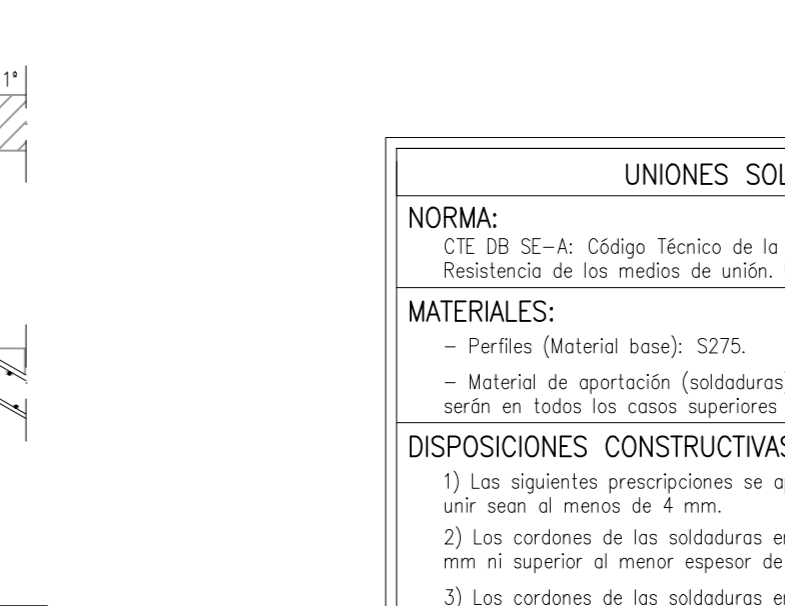 1º
UNIONES
NORMA:
CTE DB SE-A: Código Técnico de la
Resistencia de los medios de unión.
MATERIALES:
- Perfiles (Material base): S275.
- Material de aportación (soldaduras)
serán en todos los casos superiores
DISPOSICIONES CONSTRUCTIVAS
1) Las siguientes prescripciones se
unir sean al menos de 4 mm.
2) Los cordones de las soldaduras
mm ni superior al menor espesor de
3) Los cordones de las soldaduras